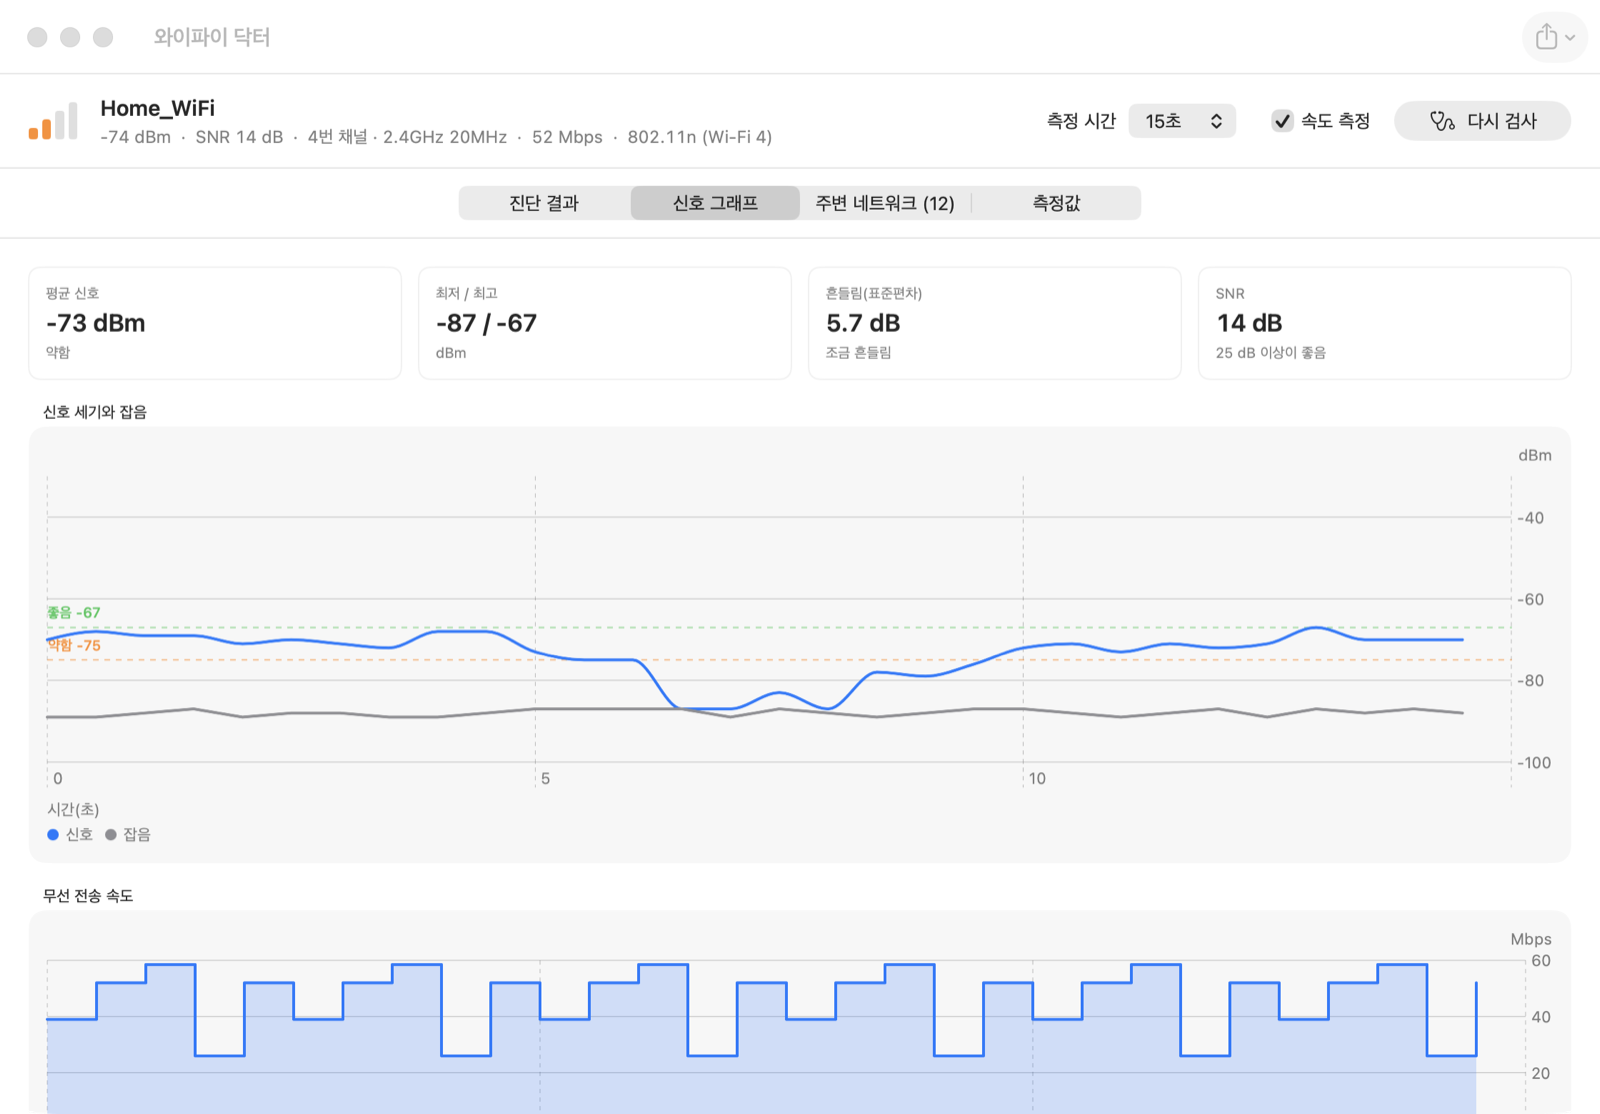 와이파이 닥터
Home_WiFi
-74 dBm · SNR 14 dB · 4번 채널 · 2.4GHz 20MHz · 52 Mbps · 802.11n (Wi-Fi 4)
측정 시간 15초 속도 측정 다시 검사
진단 결과 신호 그래프 주변 네트워크 (12) 측정값
평균 신호
-73 dBm
약함
최저 / 최고
-87 / -67
dBm
흔들림(표준편차)
5.7 dB
조금 흔들림
SNR
14 dB
25 dB 이상이 좋음
신호 세기와 잡음
dBm
-40
-60
좋음 -67
약함 -75
-80
-100
0 5 10
시간(초)
신호 잡음
무선 전송 속도
Mbps
60
40
20